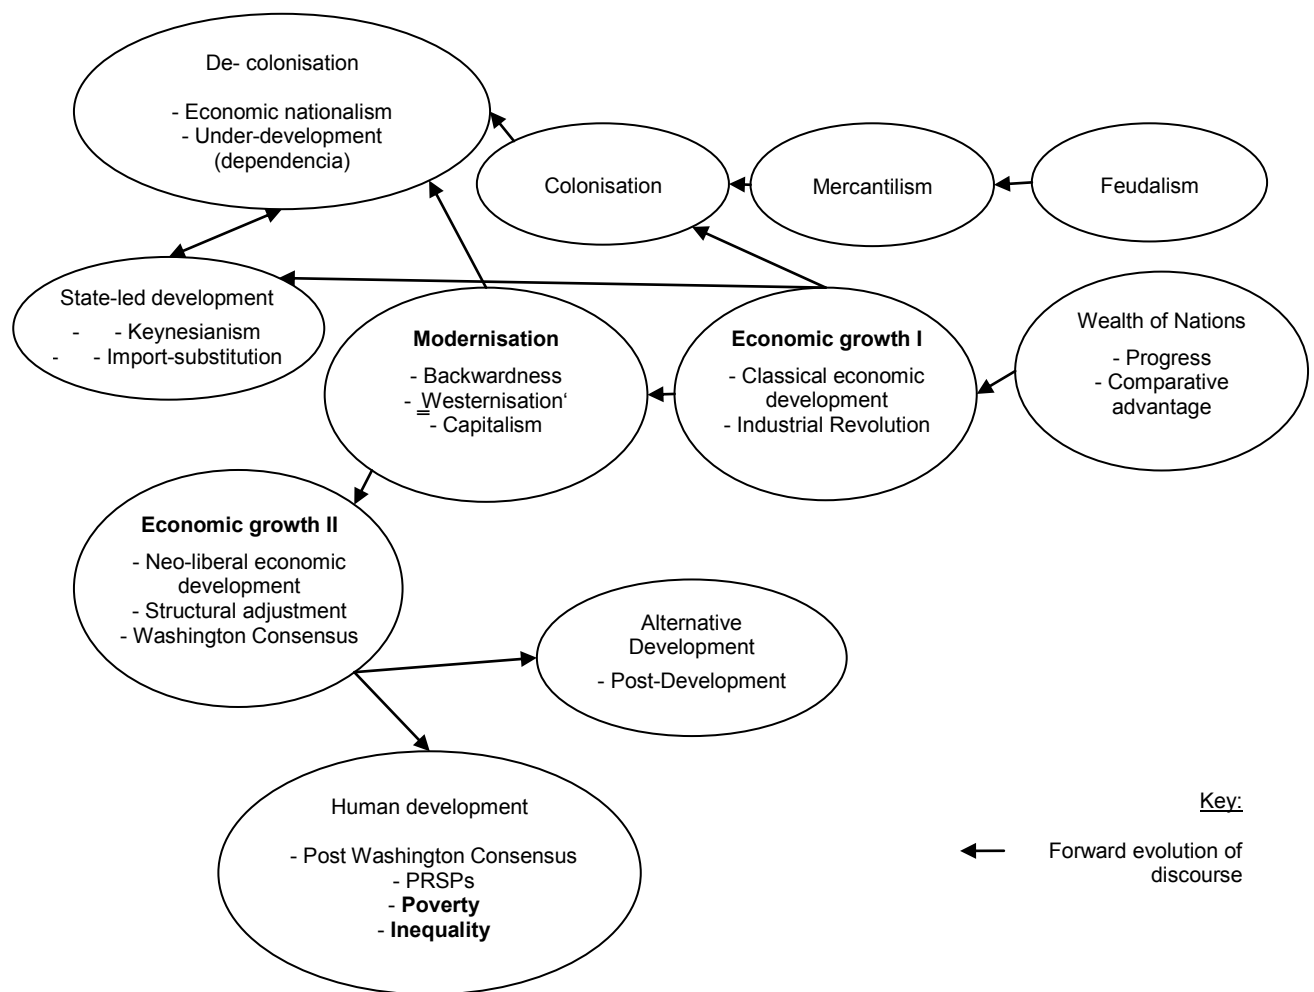 De- colonisation
- Economic nationalism
- Under-development
(dependencia)
Colonisation
Mercantilism
Feudalism
State-led development
- - Keynesianism
- - Import-substitution
Modernisation
- Backwardness
- ‗Westernisation‘
- Capitalism
Economic growth I
- Classical economic
development
- Industrial Revolution
Wealth of Nations
- Progress
- Comparative
advantage
Economic growth II
- Neo-liberal economic
development
- Structural adjustment
- Washington Consensus
Alternative
Development
- Post-Development
Human development
- Post Washington Consensus
- PRSPs
- Poverty
- Inequality
Key:
Forward evolution of
discourse